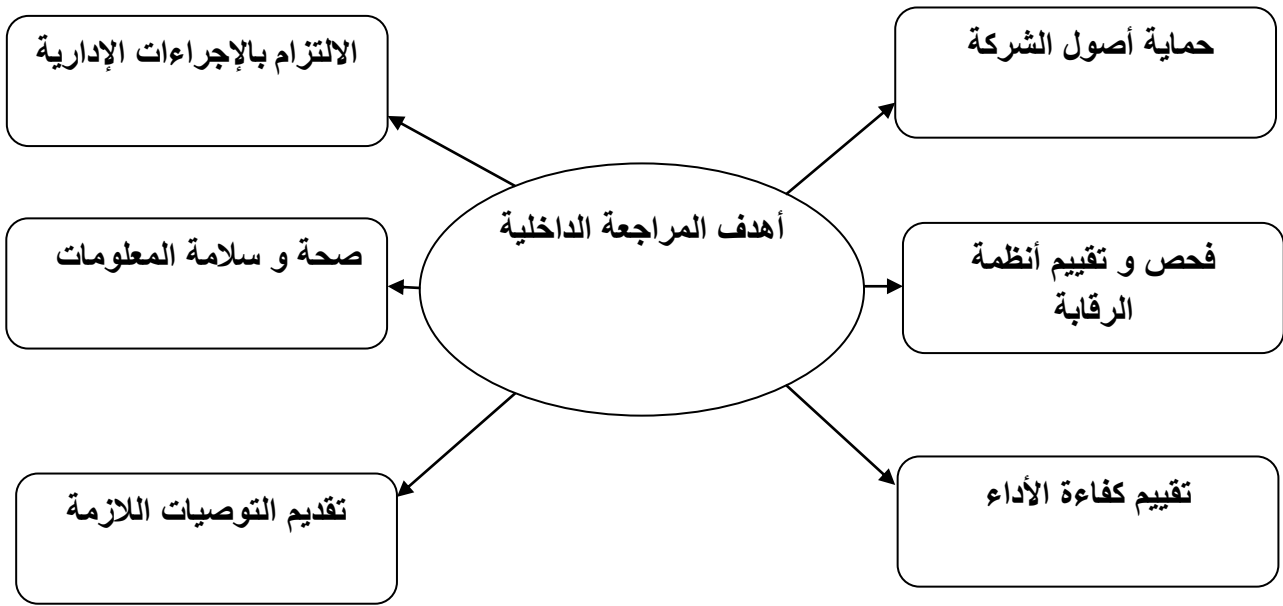 حماية أصول الشركة
الالتزام بالإجراءات الإدارية
أهدف المراجعة الداخلية
فحص و تقييم أنظمة
الرقابة
صحة و سلامة المعلومات
تقييم كفاءة الأداء
تقديم التوصيات اللازمة